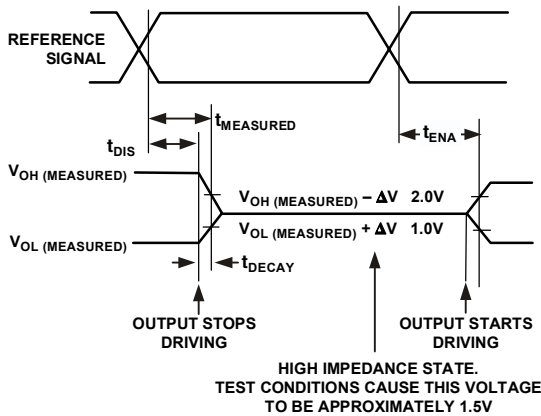 REFERENCE
SIGNAL
tMEASURED
tDIS
tENA
VOH (MEASURED)
VOH (MEASURED) – ΔV 2.0V
VOL (MEASURED) + ΔV 1.0V
VOL (MEASURED)
tDECAY
OUTPUT STOPS
DRIVING
OUTPUT STARTS
DRIVING
HIGH IMPEDANCE STATE.
TEST CONDITIONS CAUSE THIS VOLTAGE
TO BE APPROXIMATELY 1.5V